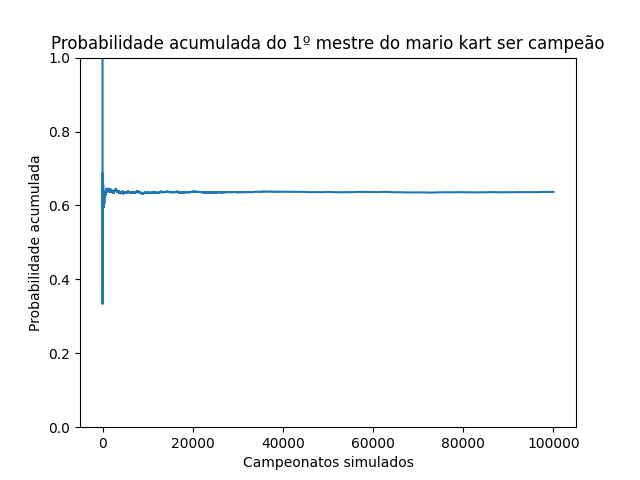 Probabilidade acumulada do 1º mestre do mario kart ser campeão
1.0
0.8
0.6
0.4
0.2
0.0
Probabilidade acumulada
0 20000 40000 60000 80000 100000
Campeonatos simulados